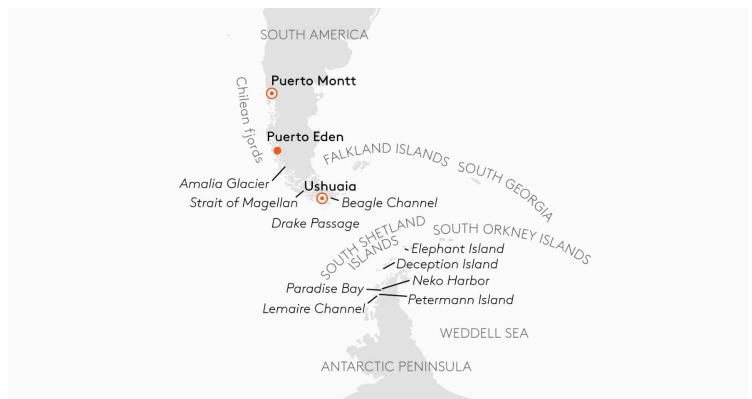 SOUTH AMERICA
Puerto Montt
Chilean fjords
Puerto Eden
FALKLAND ISLANDS
SOUTH GEORGIA
Amalia Glacier
Ushuaia
Strait of Magellan
Beagle Channel
Drake Passage
SOUTH SHETLAND
ISLANDS
SOUTH ORKNEY ISLANDS
Elephant Island
Deception Island
Neko Harbor
Paradise Bay
Petermann Island
Lemaire Channel
WEDDELL SEA
ANTARCTIC PENINSULA